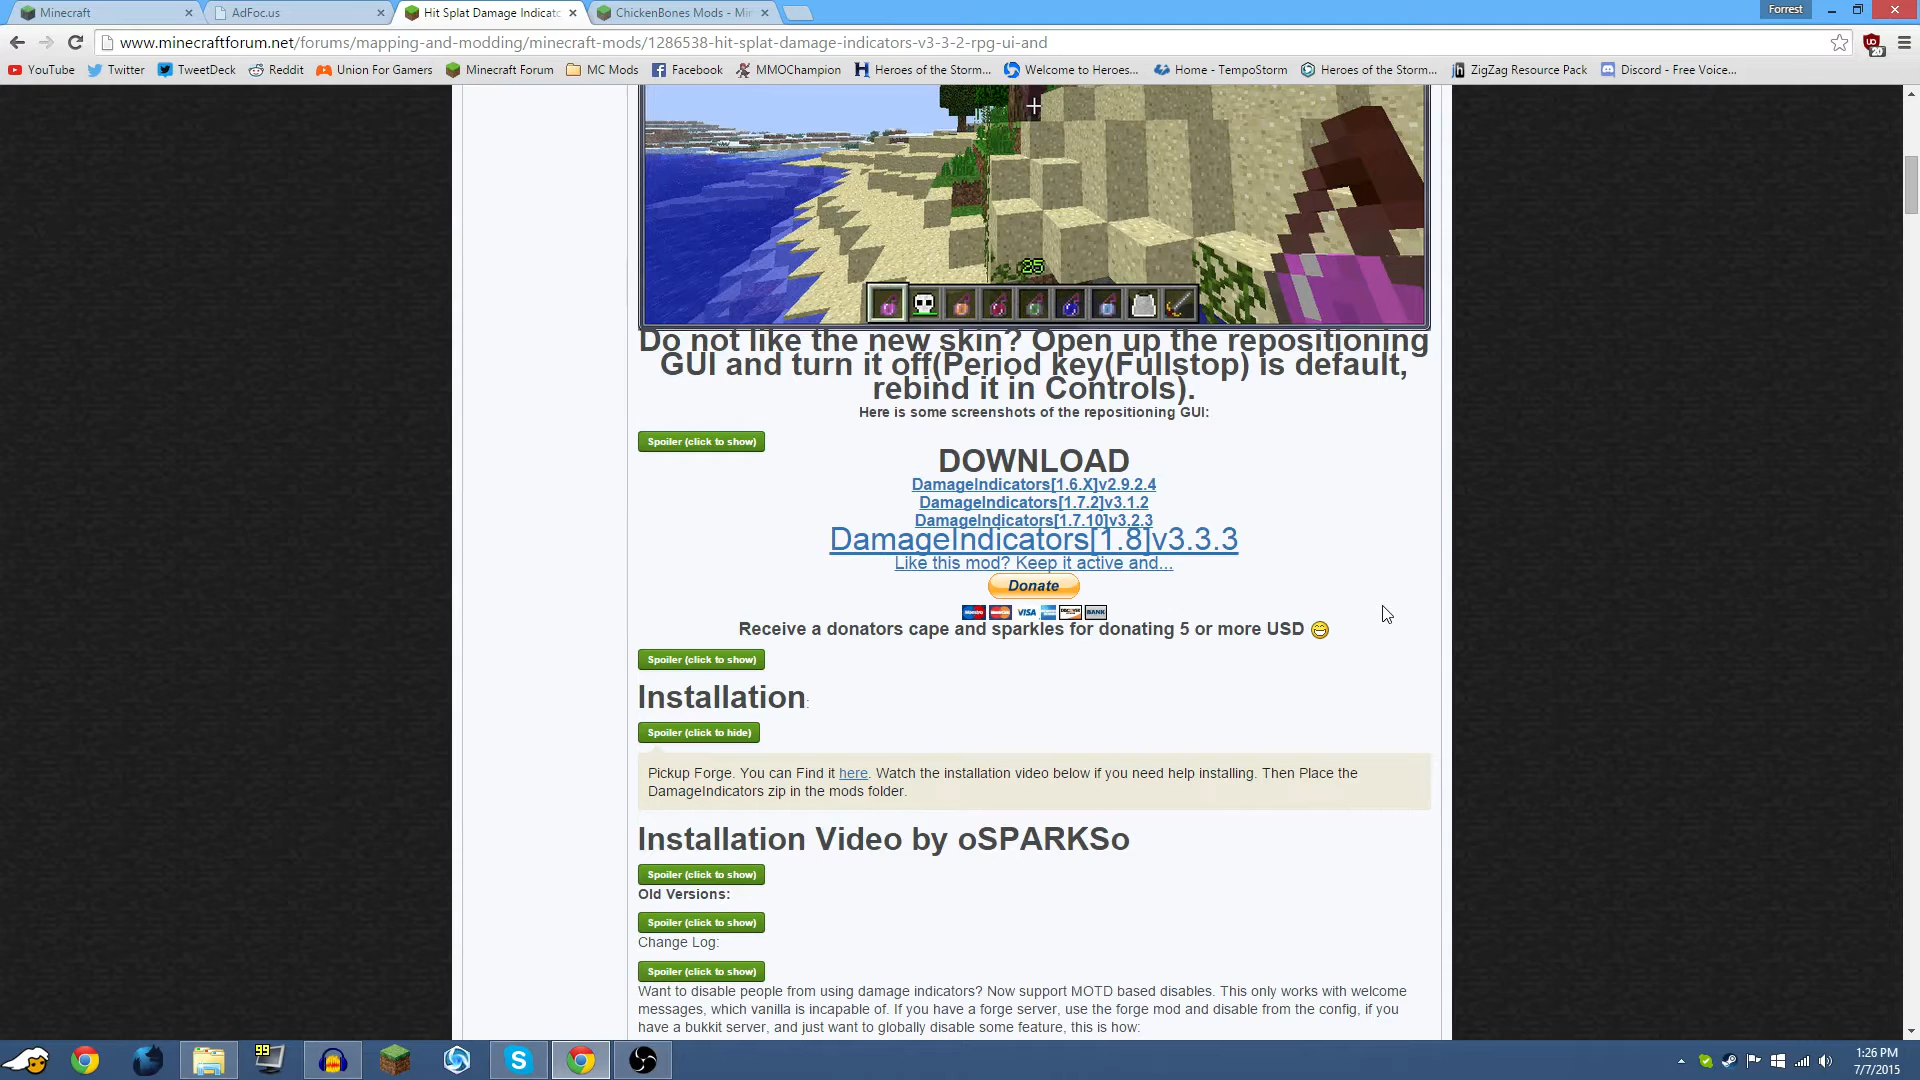 Minecraft
AdFoc.us
Hit Splat Damage Indicato
ChickenBones Mods - Min
Forrest
www.minecraftforum.net/forums/mapping-and-modding/minecraft-mods/1286538-hit-splat-damage-indicators-v3-3-2-rpg-ui-and
20
YouTube
Twitter
TweetDeck
Reddit
Union For Gamers
Minecraft Forum
MC Mods
Facebook
MMOChampion
Heroes of the Storm...
Welcome to Heroes...
Home - TempoStorm
Heroes of the Storm...
ZigZag Resource Pack
Discord - Free Voice...
25
Do not like the new skin? Open up the repositioning
GUI and turn it off(Period key(Fullstop) is default,
rebind it in Controls).
Here is some screenshots of the repositioning GUI:
Spoiler (click to show)
DOWNLOAD
DamageIndicators[1.6.X]v2.9.2.4
DamageIndicators[1.7.2]v3.1.2
DamageIndicators[1.7.10]v3.2.3
DamageIndicators[1.8]v3.3.3
Like this mod? Keep it active and...
Donate
VISA
BANK
Receive a donators cape and sparkles for donating 5 or more USD
Spoiler (click to show)
Installation:
Spoiler (click to hide)
Pickup Forge. You can Find it here. Watch the installation video below if you need help installing. Then Place the
DamageIndicators zip in the mods folder.
Installation Video by oSPARKSo
Spoiler (click to show)
Old Versions:
Spoiler (click to show)
Change Log:
Spoiler (click to show)
Want to disable people from using damage indicators? Now support MOTD based disables. This only works with welcome
messages, which vanilla is incapable of. If you have a forge server, use the forge mod and disable from the config, if you
have a bukkit server, and just want to globally disable some feature, this is how:
99
1:26 PM
7/7/2015